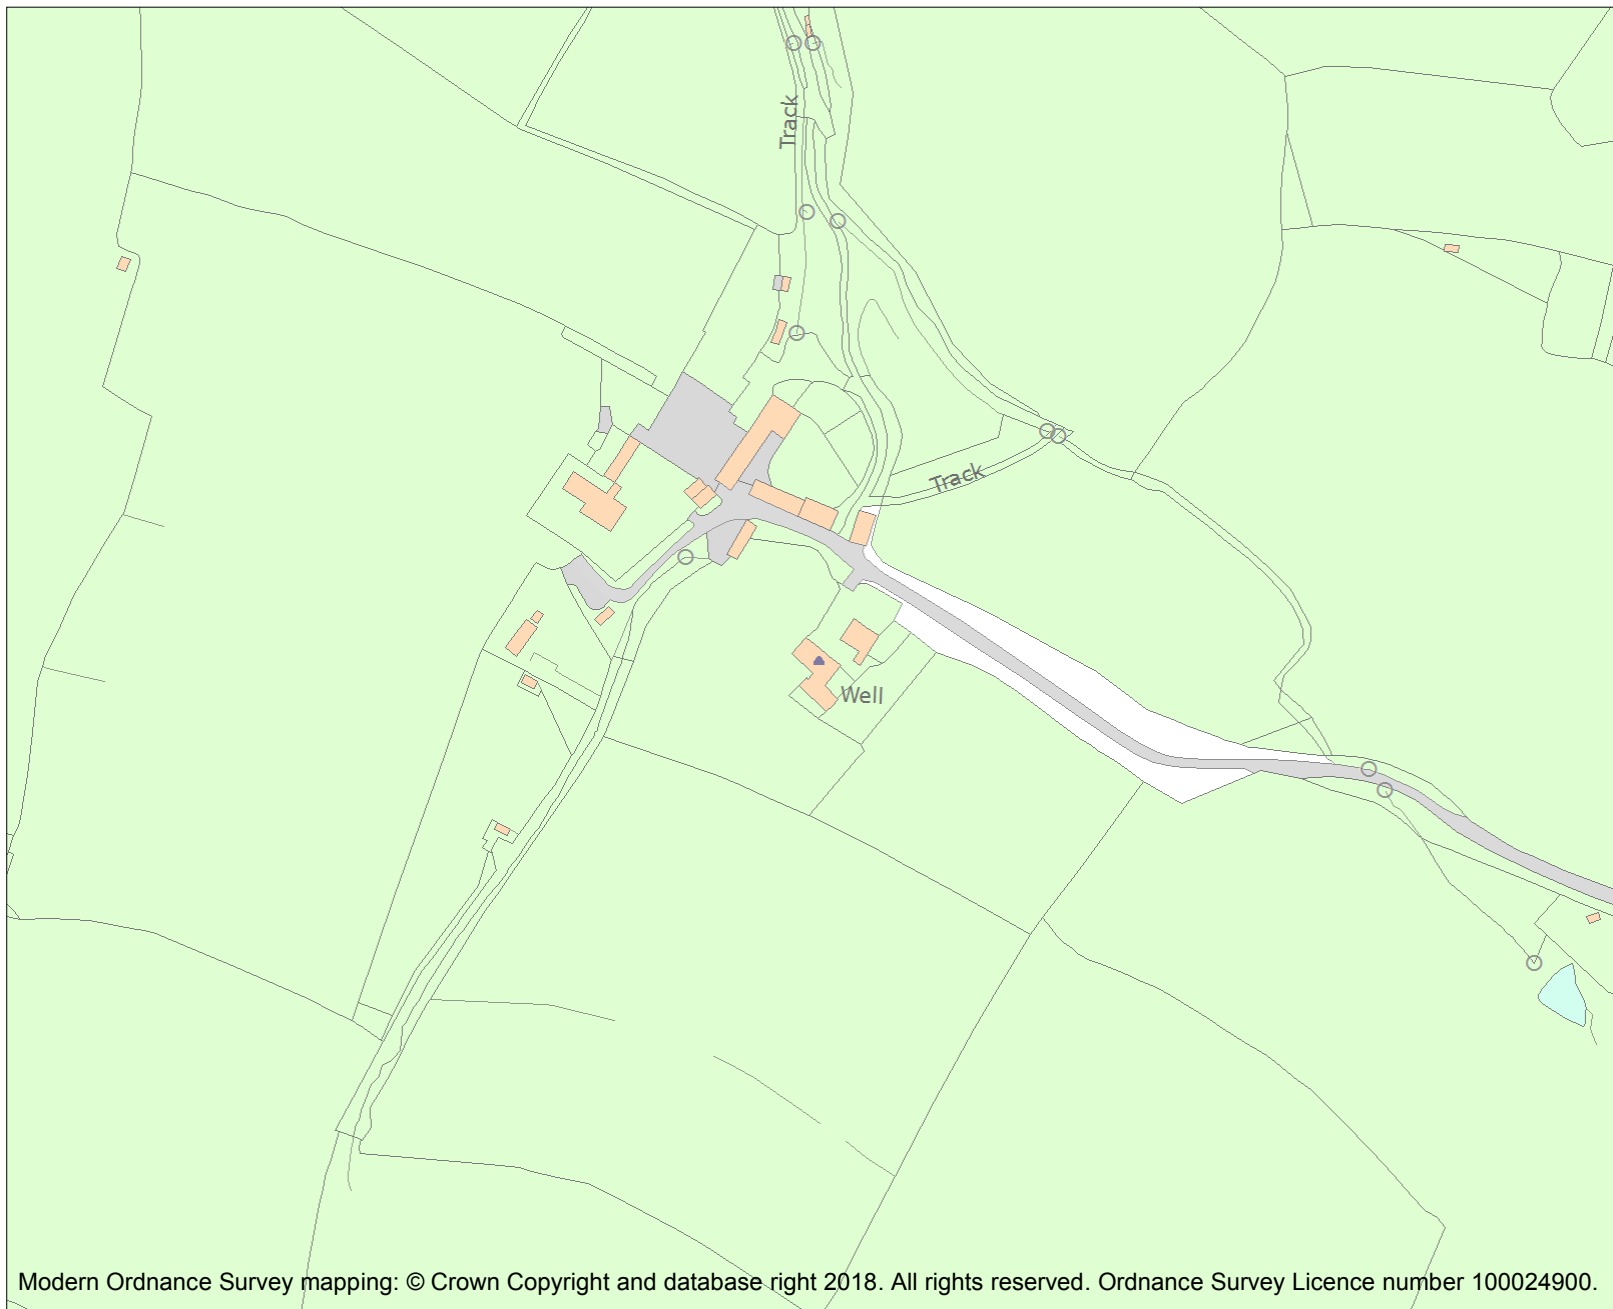 Track
Track
Well
Modern Ordnance Survey mapping: © Crown Copyright and database right 2018. All rights reserved. Ordnance Survey Licence number 100024900.